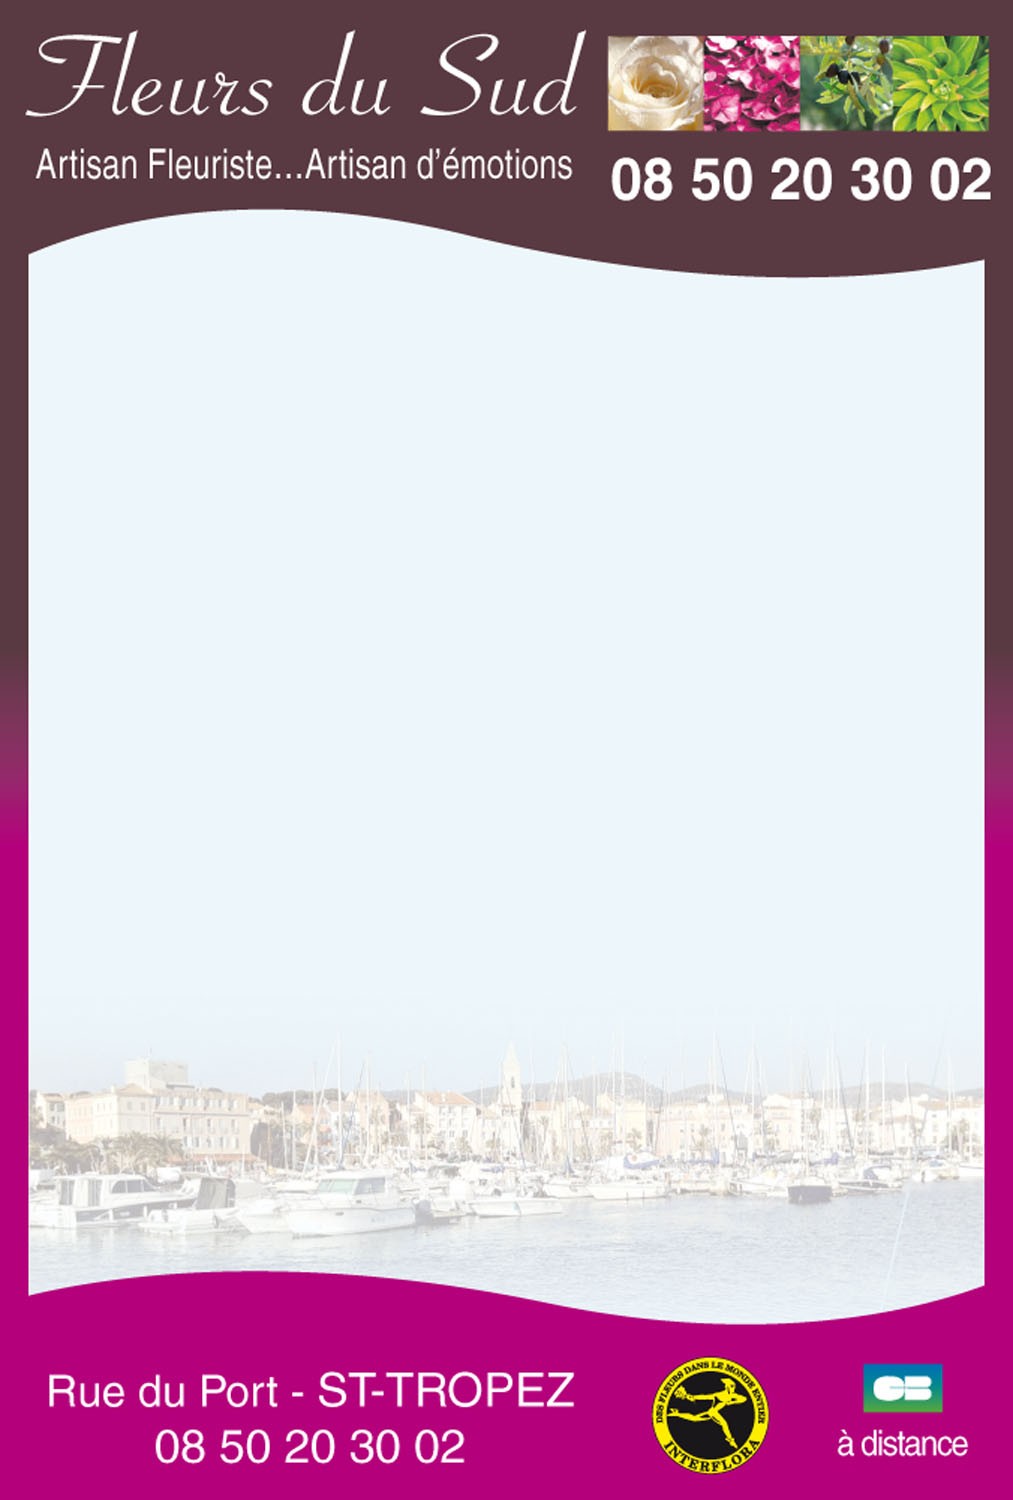 Fleurs du Sud
Artisan Fleuriste...Artisan d'émotions
08 50 20 30 02
Rue du Port - ST-TROPEZ
08 50 20 30 02
DES FLEURS DANS LE MONDE ENTIER
INTERFLORA
CB
à distance